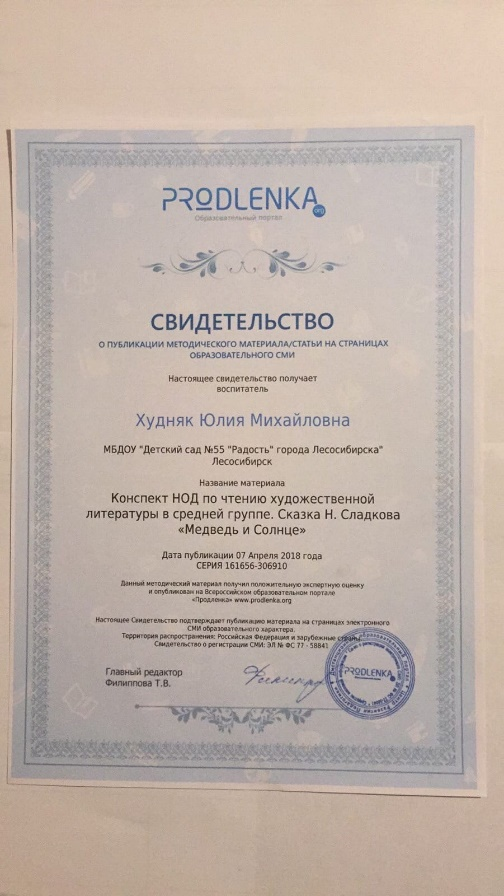 PRODLENKA
.org
Образовательный портал
СВИДЕТЕЛЬСТВО
О ПУБЛИКАЦИИ МЕТОДИЧЕСКОГО МАТЕРИАЛА/СТАТЬИ НА СТРАНИЦАХ
ОБРАЗОВАТЕЛЬНОГО СМИ
Настоящее свидетельство получает
воспитатель
Худняк Юлия Михайловна
МБДОУ "Детский сад №55 "Радость" города Лесосибирска"
Лесосибирск
Название материала
Конспект НОД по чтению художественной
литературы в средней группе. Сказка Н. Сладкова
«Медведь и Солнце»
Дата публикации 07 Апреля 2018 года
СЕРИЯ 161656-306910
Данный методический материал получил положительную экспертную оценку
и опубликован на Всероссийском образовательном портале
«Продленка» www.prodlenka.org
Настоящее Свидетельство подтверждает публикацию материала на страницах электронного
СМИ образовательного характера.
Территория распространения: Российская Федерация и зарубежные страны.
Свидетельство о регистрации СМИ: ЭЛ № ФС 77 - 58841
Главный редактор
Филиппова Т.В.
PRODLENKA